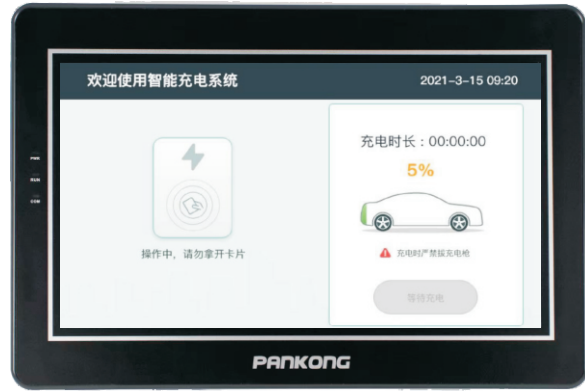 欢迎使用智能充电系统
2021-3-15 09:20
充电时长：00:00:00
5%
操作中，请勿拿开卡片
充电时严禁拔充电枪
等待充电
PWR
RUN
COM
PANKONG